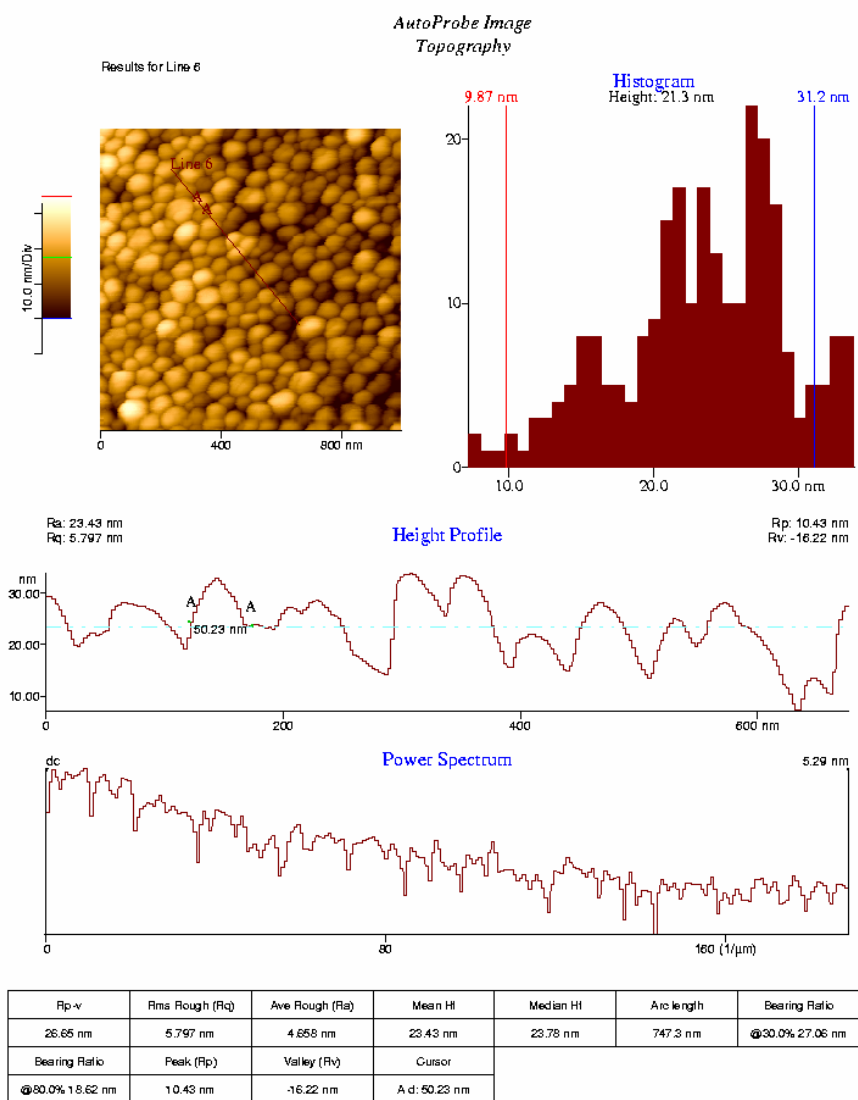 AutoProbe Image
Topography
Results for Line 6
Histogram
9.87 nm
Height: 21.3 nm
31.2 nm
Line 6
A
A
10.0 nm/Div
20
10
0
10.0
20.0
30.0 nm
0
400
800 nm
Ra: 23.43 nm
Rq: 5.797 nm
Height Profile
Rp: 10.43 nm
Rv: -16.22 nm
nm
30.00
20.00
10.00
A
A
50.23 nm
0
200
400
600 nm
dc
Power Spectrum
5.29 nm
0
80
160 (1/μm)
Rp-v
Rms Rough (Rq)
Ave Rough (Ra)
Mean Ht
Median Ht
Arc length
Bearing Ratio
26.65 nm
5.797 nm
4.658 nm
23.43 nm
23.78 nm
747.3 nm
@30.0% 27.06 nm
Bearing Ratio
Peak (Rp)
Valley (Rv)
Cursor
@80.0% 18.62 nm
10.43 nm
-16.22 nm
A d: 50.23 nm